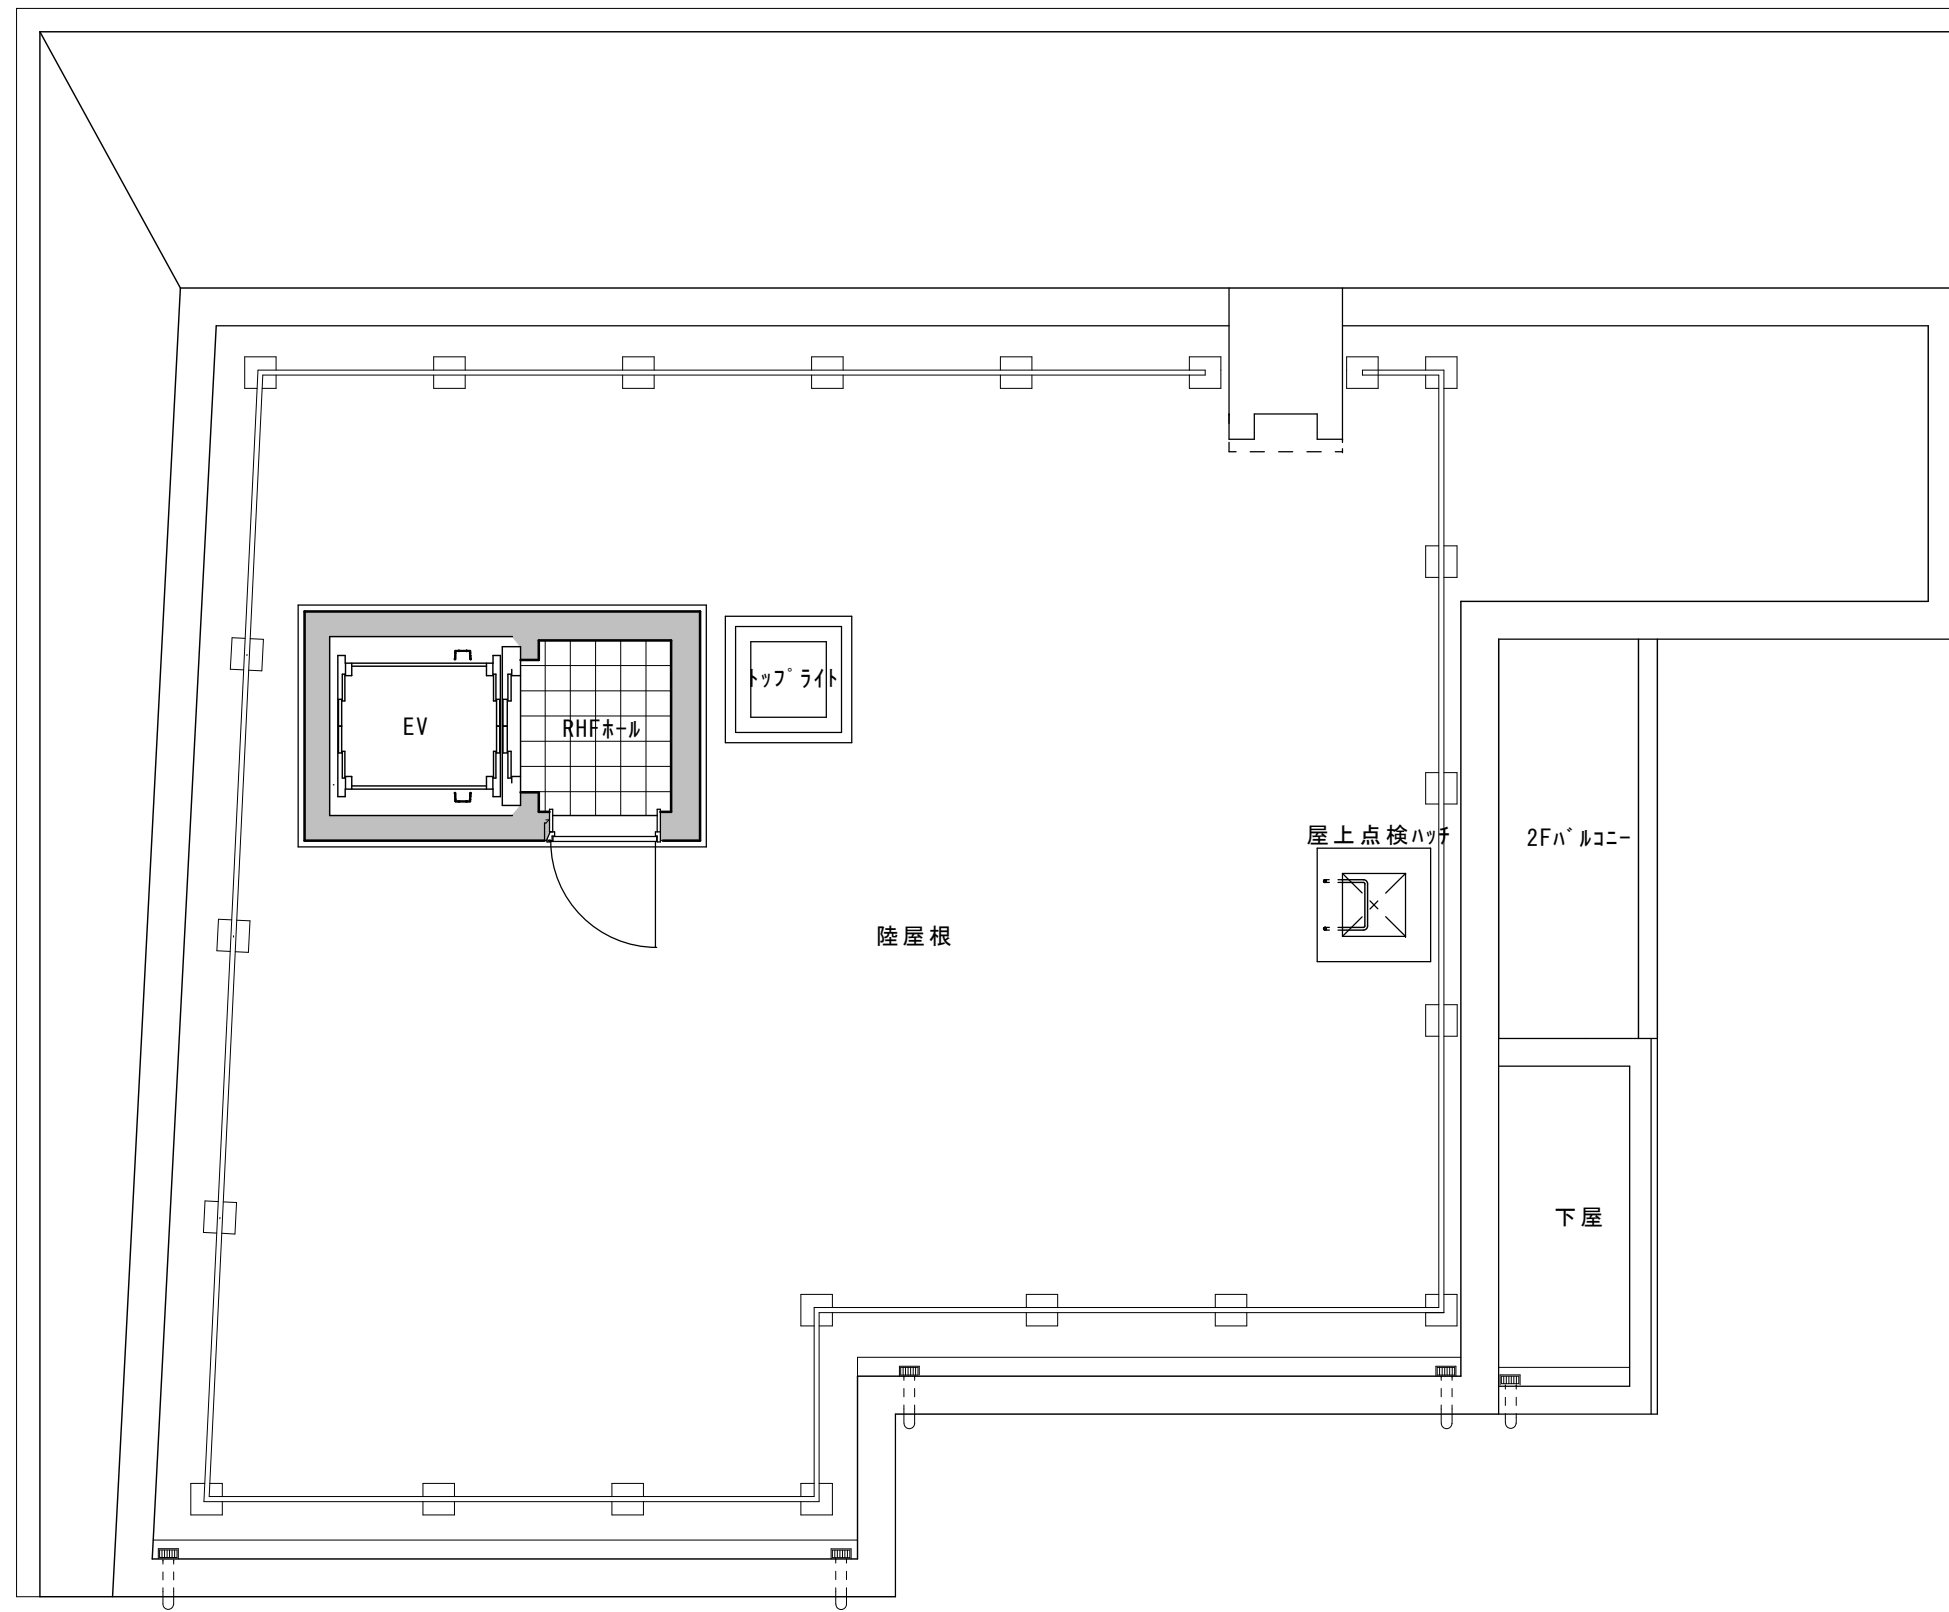 トップライト
EV
RHFホール
屋上点検ハッチ
2Fバルコニー
陸屋根
下屋